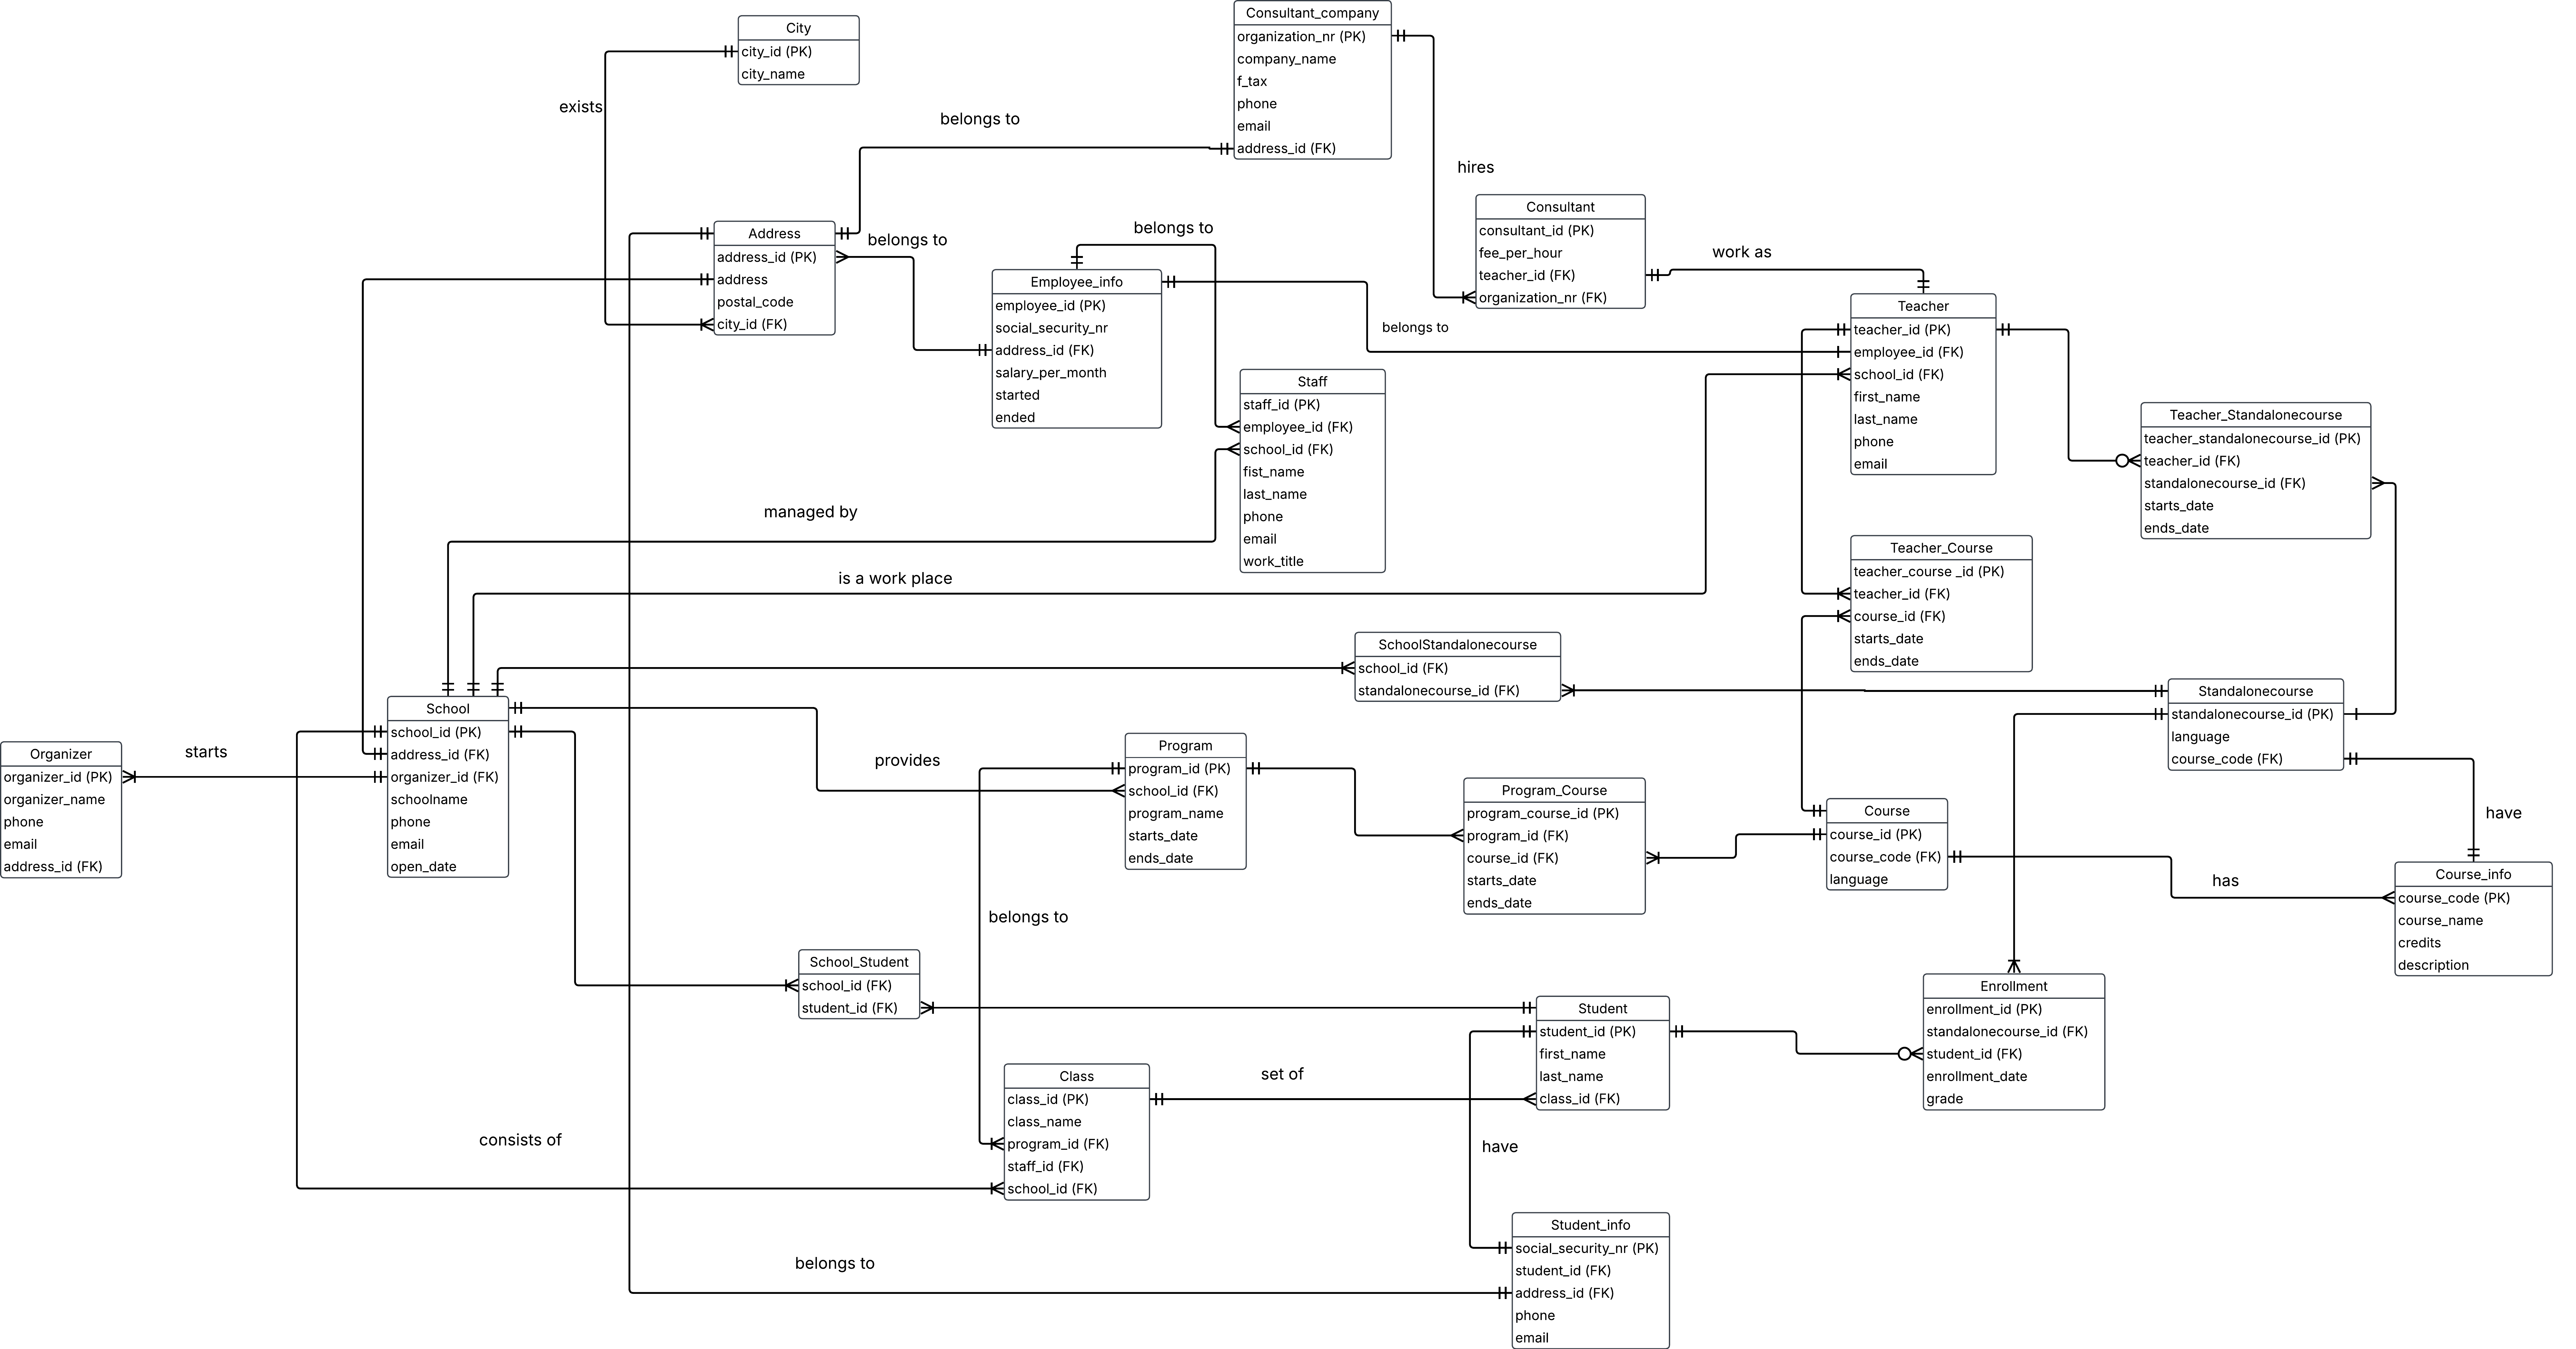 City
city_id (PK)
city_name
exists
Consultant_company
organization_nr (PK)
company_name
f_tax
phone
email
address_id (FK)
belongs to
hires
Address
address_id (PK)
address
postal_code
city_id (FK)
belongs to
belongs to
Employee_info
employee_id (PK)
social_security_nr
address_id (FK)
salary_per_month
started
ended
Consultant
consultant_id (PK)
fee_per_hour
teacher_id (FK)
organization_nr (FK)
work as
belongs to
Teacher
teacher_id (PK)
employee_id (FK)
school_id (FK)
first_name
last_name
phone
email
Staff
staff_id (PK)
employee_id (FK)
school_id (FK)
fist_name
last_name
phone
email
work_title
Teacher_Standalonecourse
teacher_standalonecourse_id (PK)
teacher_id (FK)
standalonecourse_id (FK)
starts_date
ends_date
managed by
is a work place
Teacher_Course
teacher_course _id (PK)
teacher_id (FK)
course_id (FK)
starts_date
ends_date
SchoolStandalonecourse
school_id (FK)
standalonecourse_id (FK)
Standalonecourse
standalonecourse_id (PK)
language
course_code (FK)
School
school_id (PK)
address_id (FK)
organizer_id (FK)
schoolname
phone
email
open_date
Organizer
organizer_id (PK)
organizer_name
phone
email
address_id (FK)
starts
provides
Program
program_id (PK)
school_id (FK)
program_name
starts_date
ends_date
Program_Course
program_course_id (PK)
program_id (FK)
course_id (FK)
starts_date
ends_date
Course
course_id (PK)
course_code (FK)
language
have
has
Course_info
course_code (PK)
course_name
credits
description
belongs to
School_Student
school_id (FK)
student_id (FK)
Student
student_id (PK)
first_name
last_name
class_id (FK)
Enrollment
enrollment_id (PK)
standalonecourse_id (FK)
student_id (FK)
enrollment_date
grade
Class
class_id (PK)
class_name
program_id (FK)
staff_id (FK)
school_id (FK)
set of
consists of
have
Student_info
social_security_nr (PK)
student_id (FK)
address_id (FK)
phone
email
belongs to